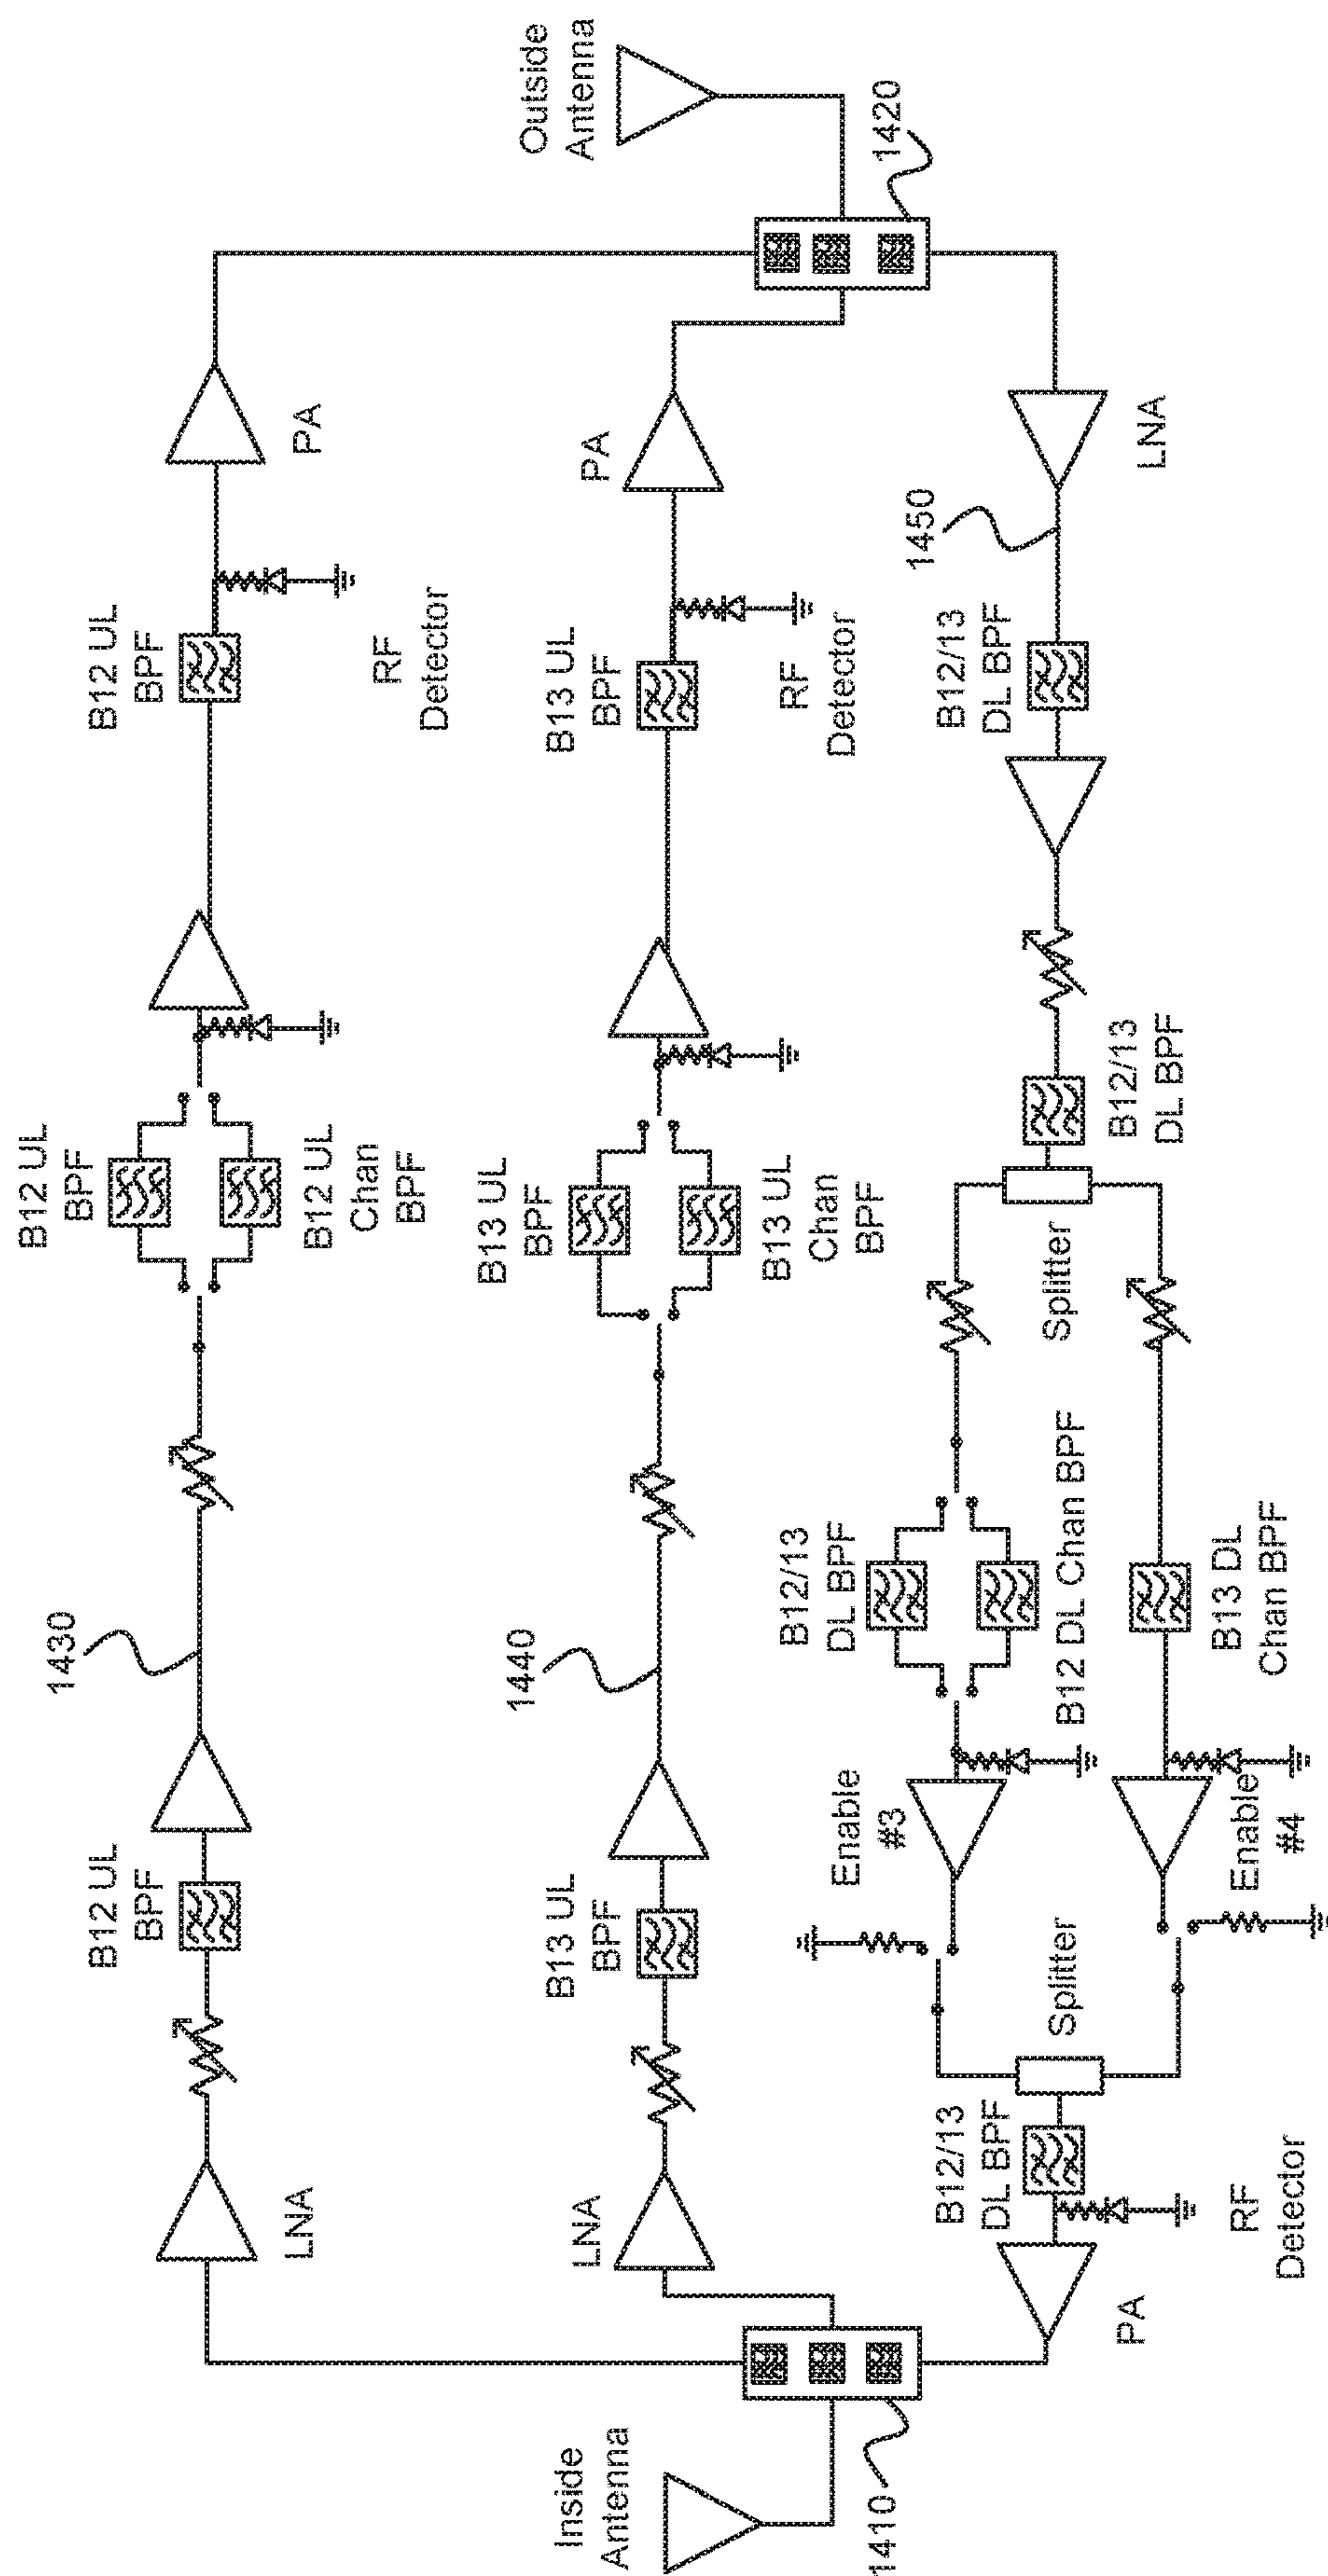 Outside
Antenna
1420
PA
PA
LNA
B12 UL
BPF
RF
Detector
B13 UL
BPF
RF
Detector
1450
B12/13
DL BPF
B12 UL
BPF
B12 UL
Chan
BPF
B13 UL
BPF
B13 UL
Chan
BPF
B12/13
DL BPF
Splitter
1430
1440
B12/13
DL BPF
B12 DL Chan BPF
B13 DL
Chan BPF
B12 UL
BPF
B13 UL
BPF
Enable
#3
Enable
#4
Splitter
LNA
LNA
B12/13
DL BPF
RF
Detector
PA
Inside
Antenna
1410